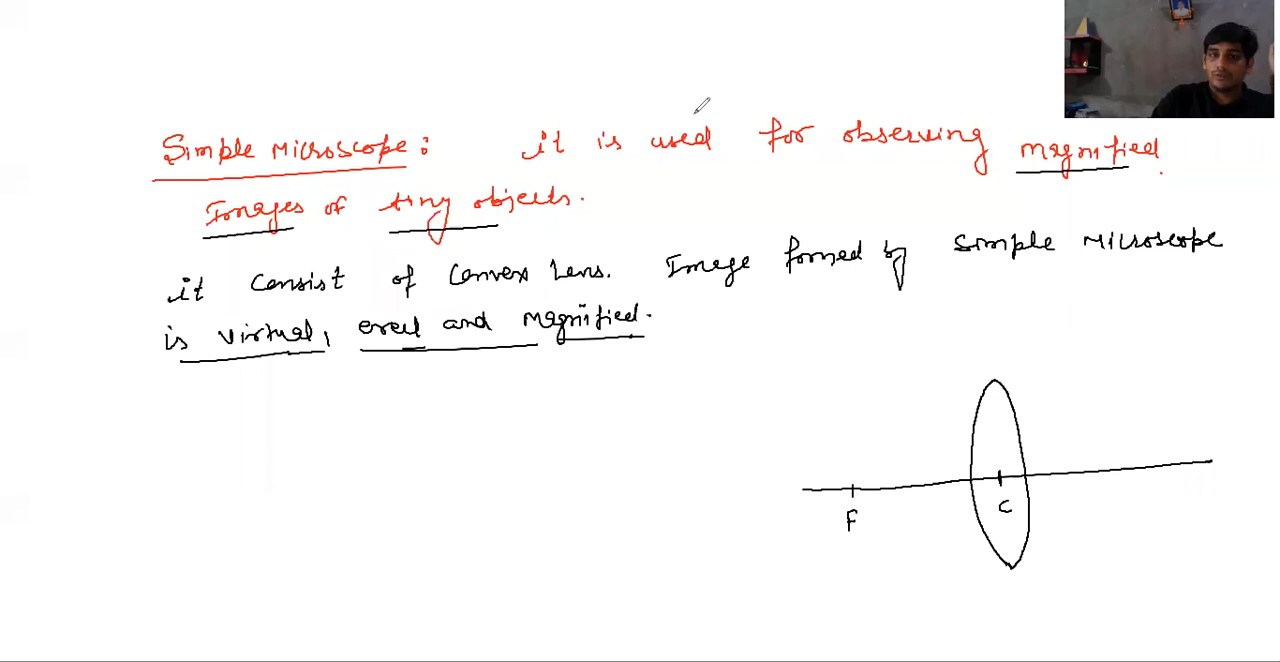 Simple Microscope: it is used for observing magnified
Images of tiny objects.
it consist of convex lens. Image formed by simple Microscope
is virtual, erect and magnified.
F
C